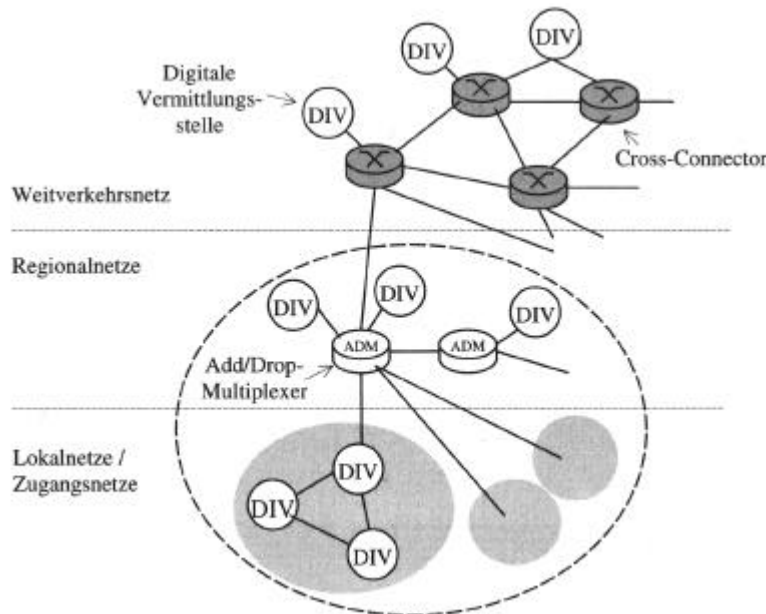 DIV
DIV
Digitale
Vermittlungs-
stelle
DIV
Cross-Connector
Weitverkehrsnetz
Regionalnetze
DIV
DIV
DIV
ADM
ADM
Add/Drop-
Multiplexer
Lokalnetze /
Zugangsnetze
DIV
DIV
DIV